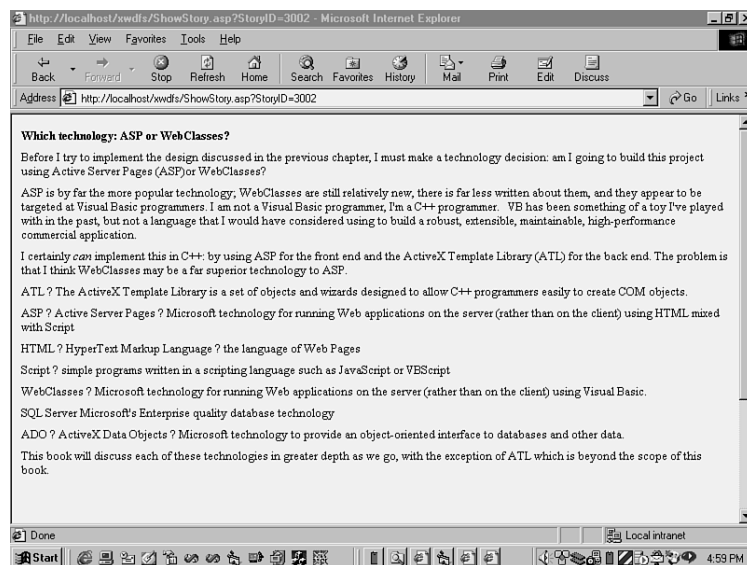 http://localhost/xwdfs/ShowStory.asp?StoryID=3002 - Microsoft Internet Explorer
File Edit View Favorites Tools Help
Back Forward Stop Refresh Home Search Favorites History Mail Print Edit Discuss
Address http://localhost/xwdfs/ShowStory.asp?StoryID=3002 Go Links
Which technology: ASP or WebClasses?
Before I try to implement the design discussed in the previous chapter, I must make a technology decision: am I going to build this project
using Active Server Pages (ASP)or WebClasses?
ASP is by far the more popular technology; WebClasses are still relatively new, there is far less written about them, and they appear to be
targeted at Visual Basic programmers. I am not a Visual Basic programmer, I'm a C++ programmer. VB has been something of a toy I've played
with in the past, but not a language that I would have considered using to build a robust, extensible, maintainable, high-performance
commercial application.
I certainly can implement this in C++: by using ASP for the front end and the ActiveX Template Library (ATL) for the back end. The problem is
that I think WebClasses may be a far superior technology to ASP.
ATL ? The ActiveX Template Library is a set of objects and wizards designed to allow C++ programmers easily to create COM objects.
ASP ? Active Server Pages ? Microsoft technology for running Web applications on the server (rather than on the client) using HTML mixed
with Script
HTML ? HyperText Markup Language ? the language of Web Pages
Script ? simple programs written in a scripting language such as JavaScript or VBScript
WebClasses ? Microsoft technology for running Web applications on the server (rather than on the client) using Visual Basic.
SQL Server Microsoft's Enterprise quality database technology
ADO ? ActiveX Data Objects ? Microsoft technology to provide an object-oriented interface to databases and other data.
This book will discuss each of these technologies in greater depth as we go, with the exception of ATL which is beyond the scope of this
book.
Done Local intranet
Start 4:59 PM